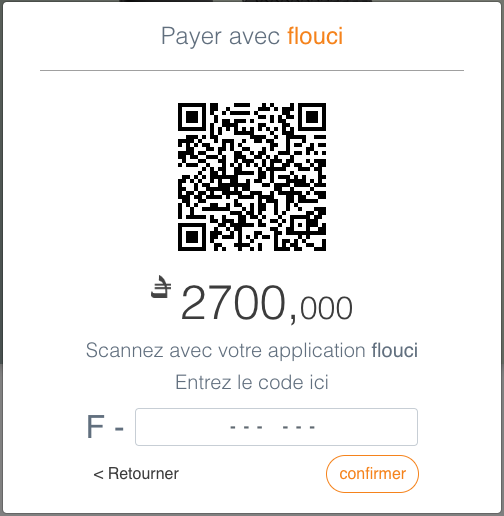 Payer avec flouci
2700,000
Scannez avec votre application flouci
Entrez le code ici
F - --- ---
< Retourner
confirmer